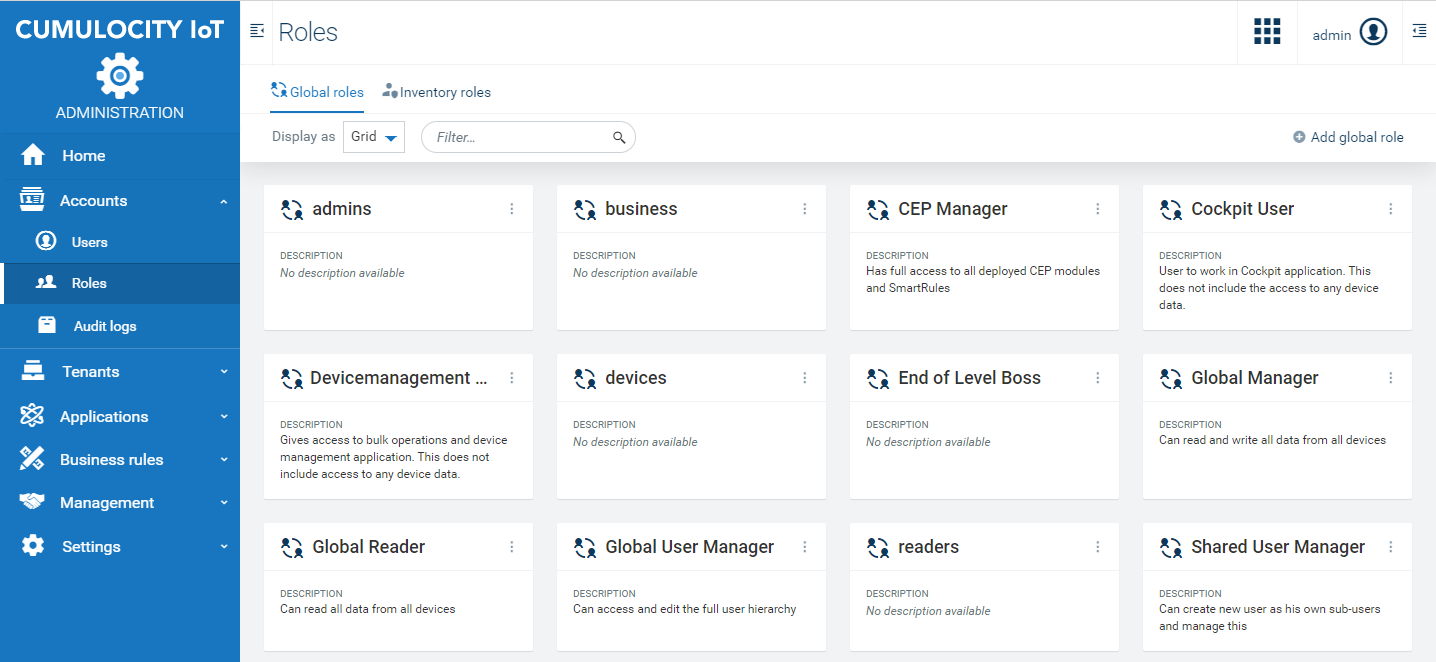 CUMULOCITY IoT
ADMINISTRATION
Home
Accounts
Users
Roles
Audit logs
Tenants
Applications
Business rules
Management
Settings
Roles
admin
Global roles
Inventory roles
Display as
Grid
Filter...
Add global role
admins
DESCRIPTION
No description available
business
DESCRIPTION
No description available
CEP Manager
DESCRIPTION
Has full access to all deployed CEP modules
and SmartRules
Cockpit User
DESCRIPTION
User to work in Cockpit application. This
does not include the access to any device
data.
Devicemanagement ...
DESCRIPTION
Gives access to bulk operations and device
management application. This does not
include access to any device data.
devices
DESCRIPTION
No description available
End of Level Boss
DESCRIPTION
No description available
Global Manager
DESCRIPTION
Can read and write all data from all devices
Global Reader
DESCRIPTION
Can read all data from all devices
Global User Manager
DESCRIPTION
Can access and edit the full user hierarchy
readers
DESCRIPTION
No description available
Shared User Manager
DESCRIPTION
Can create new user as his own sub-users
and manage this